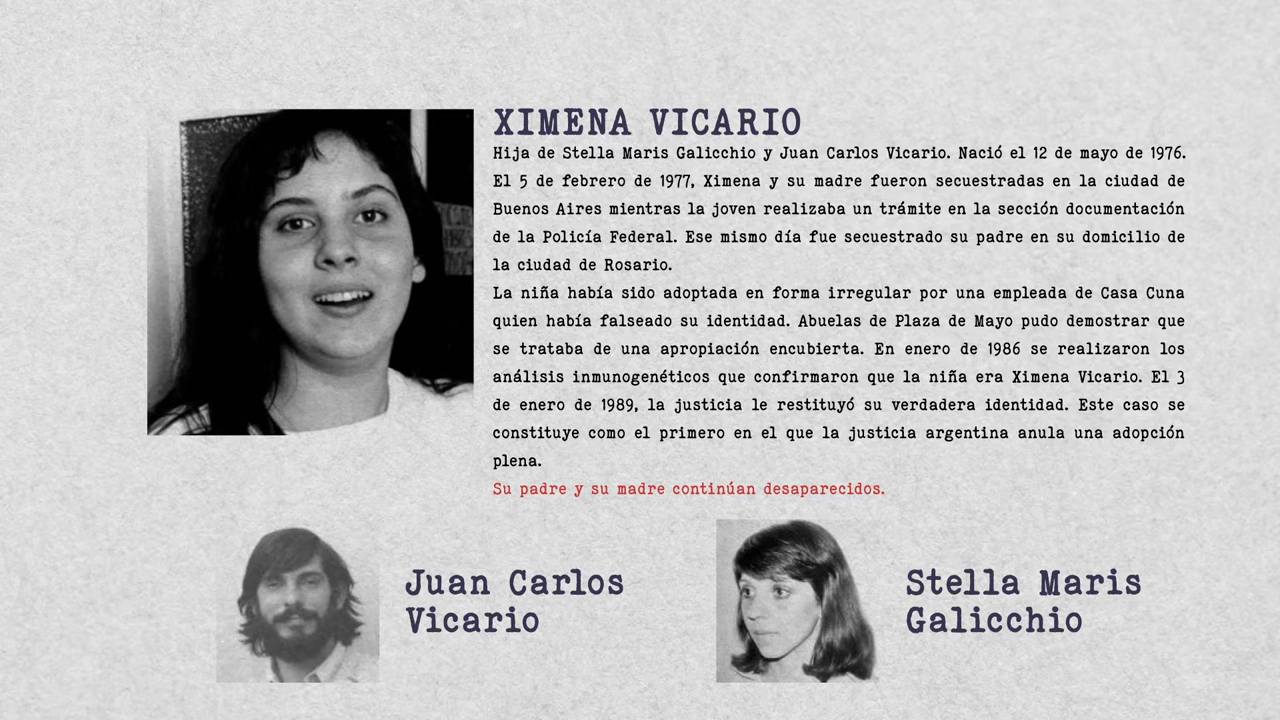 XIMENA VICARIO
Hija de Stella Maris Galicchio y Juan Carlos Vicario. Nació el 12 de mayo de 1976.
El 5 de febrero de 1977, Ximena y su madre fueron secuestradas en la ciudad de
Buenos Aires mientras la joven realizaba un trámite en la sección documentación
de la Policía Federal. Ese mismo día fue secuestrado su padre en su domicilio de
la ciudad de Rosario.
La niña había sido adoptada en forma irregular por una empleada de Casa Cuna
quien había falseado su identidad. Abuelas de Plaza de Mayo pudo demostrar que
se trataba de una apropiación encubierta. En enero de 1986 se realizaron los
análisis inmunogenéticos que confirmaron que la niña era Ximena Vicario. El 3
de enero de 1989, la justicia le restituyó su verdadera identidad. Este caso se
constituye como el primero en el que la justicia argentina anula una adopción
plena.
Su padre y su madre continúan desaparecidos.
Juan Carlos
Vicario
Stella Maris
Galicchio